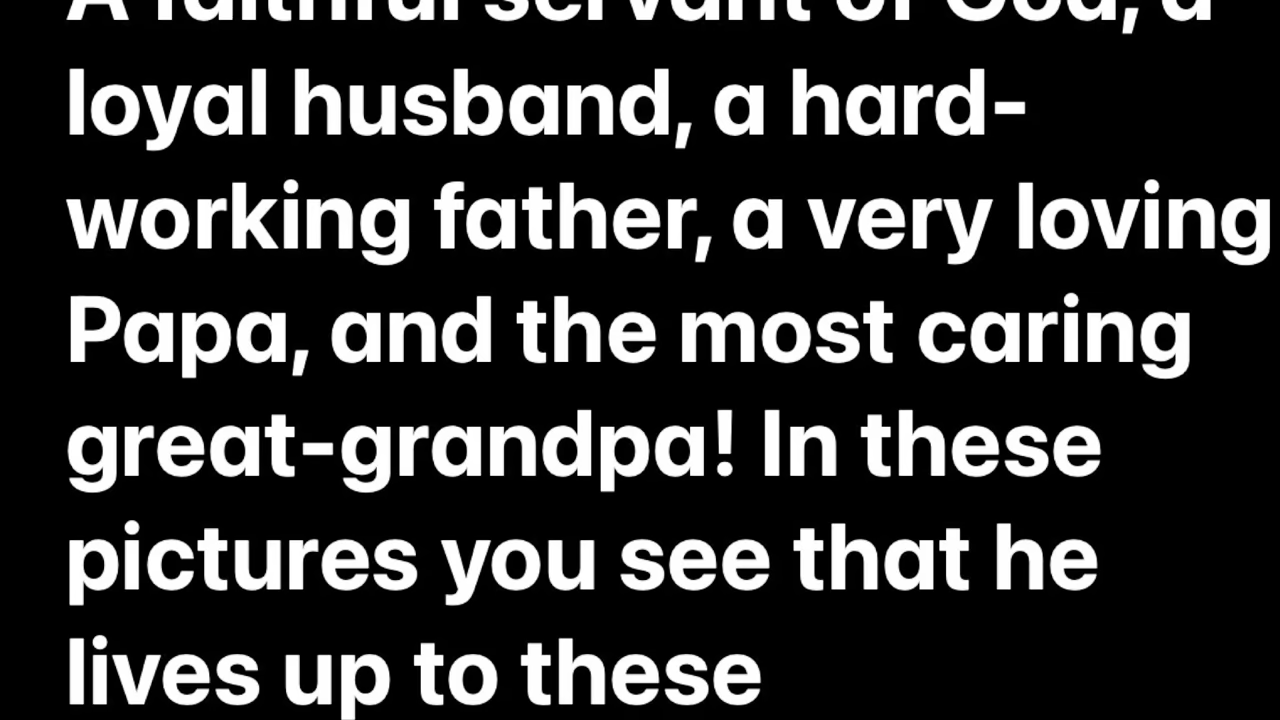 A faithful servant of God, a
loyal husband, a hard-
working father, a very loving
Papa, and the most caring
great-grandpa! In these
pictures you see that he
lives up to these